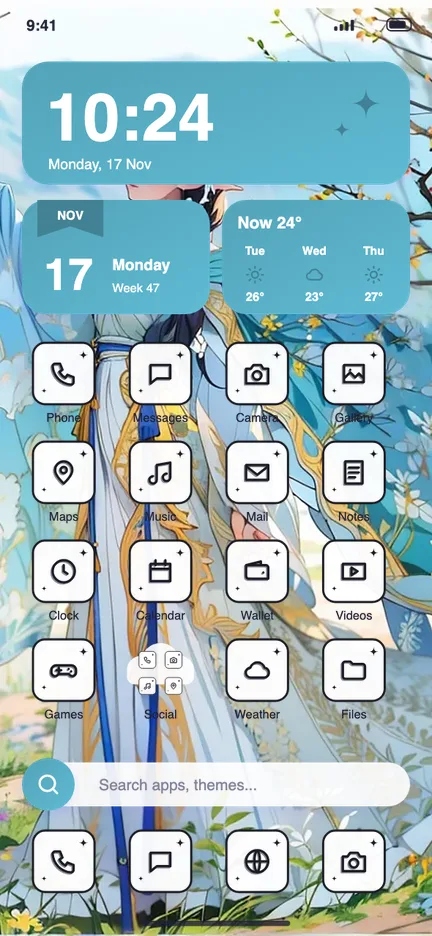 9:41
10:24
Monday, 17 Nov
NOV
17
Monday
Week 47
Now 24°
Tue Wed Thu
26° 23° 27°
Phone Messages Camera Gallery
Maps Music Mail Notes
Clock Calendar Wallet Videos
Games Social Weather Files
Search apps, themes...